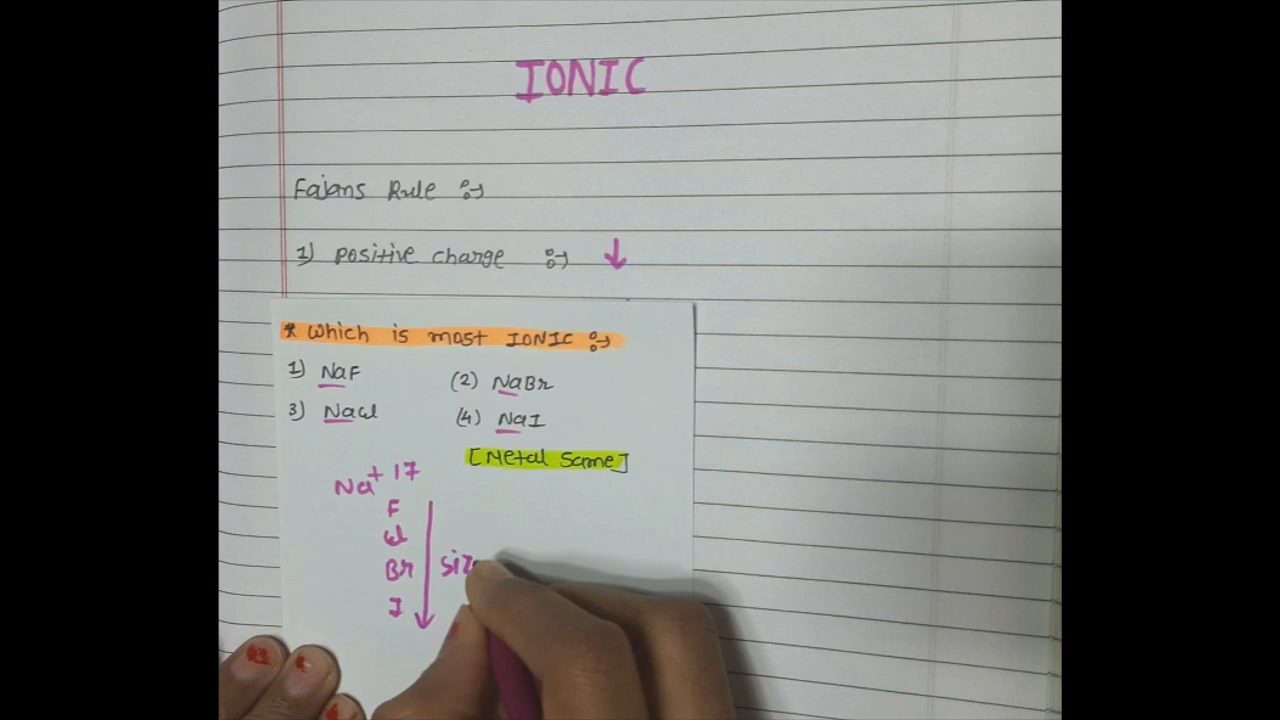 IONIC
Fajans Rule :-
1) positive charge :- ↓
* Which is most IONIC :-
1) NaF (2) NaBr
3) NaCl (4) NaI
[Metal Same]
Na+ 17
F
Cl
Br
I